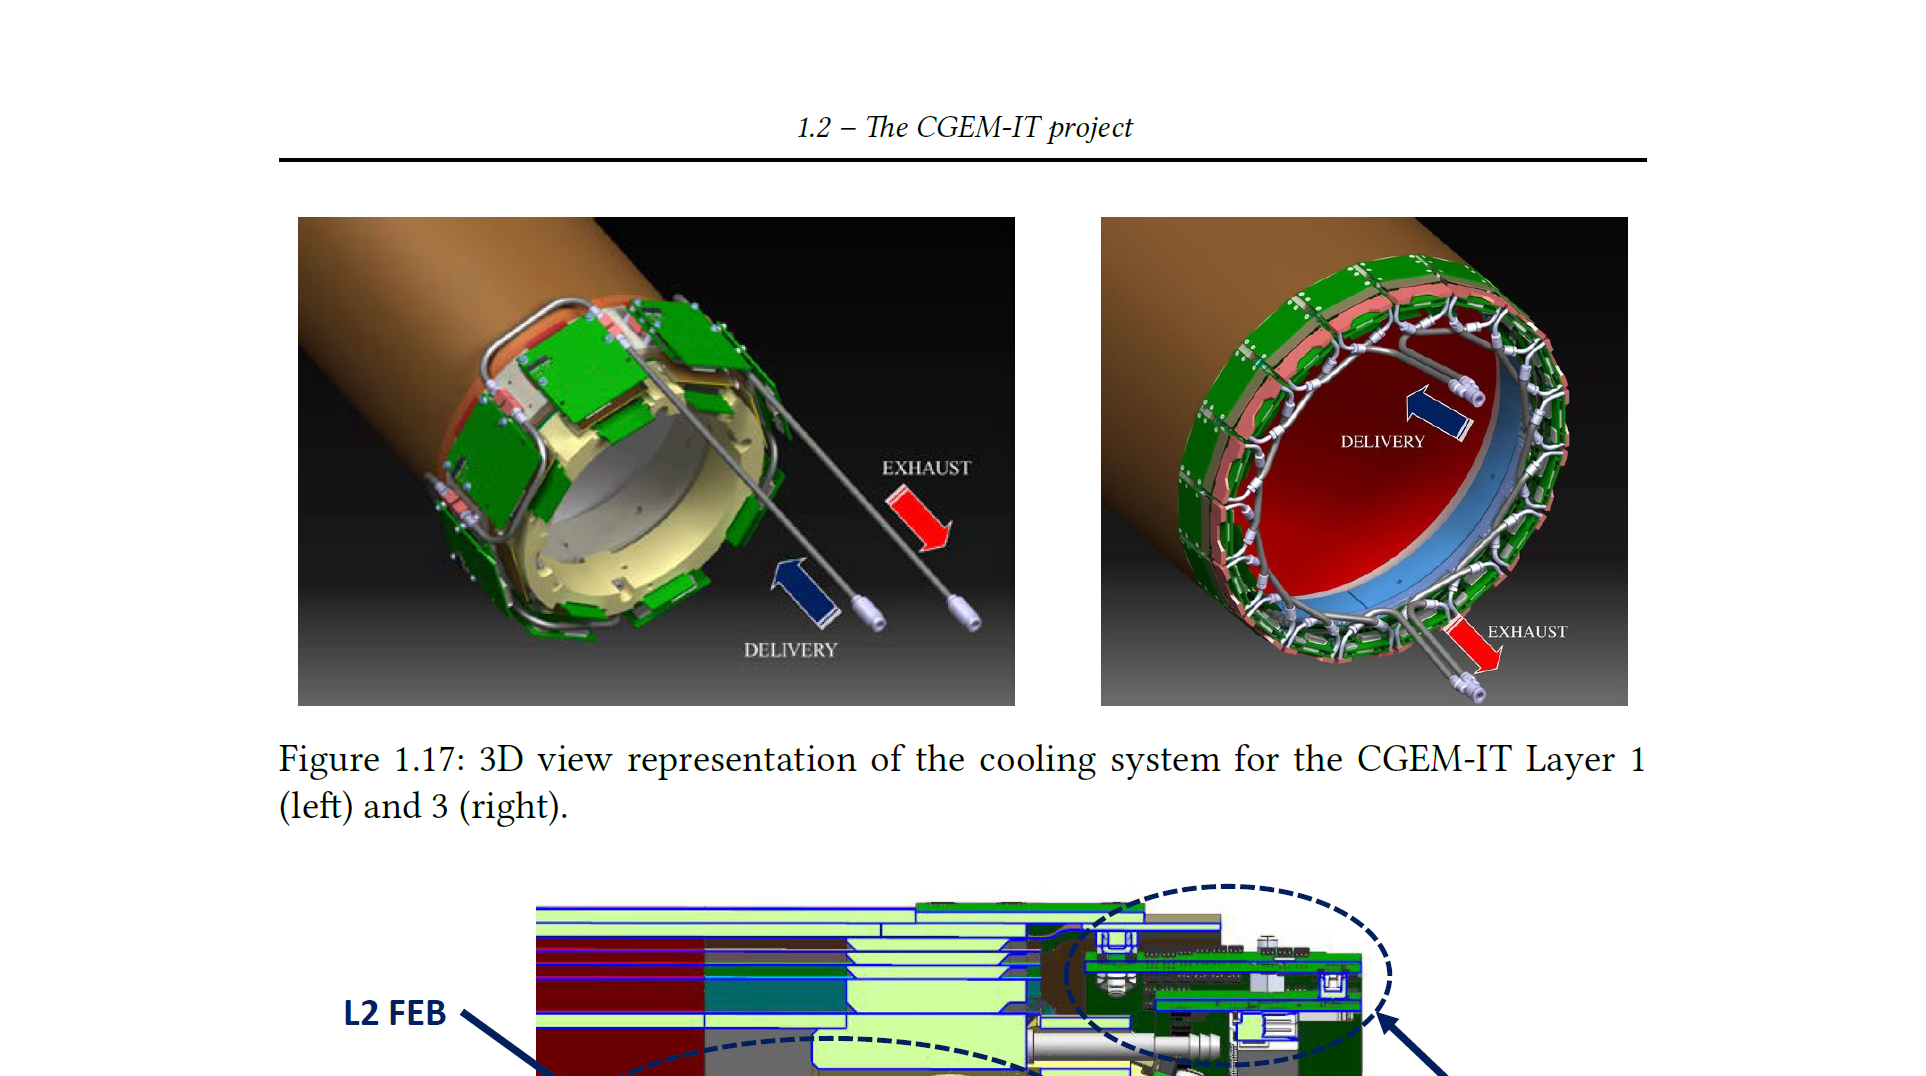 1.2 – The CGEM-IT project
EXHAUST
DELIVERY
DELIVERY
EXHAUST
Figure 1.17: 3D view representation of the cooling system for the CGEM-IT Layer 1
(left) and 3 (right).
L2 FEB